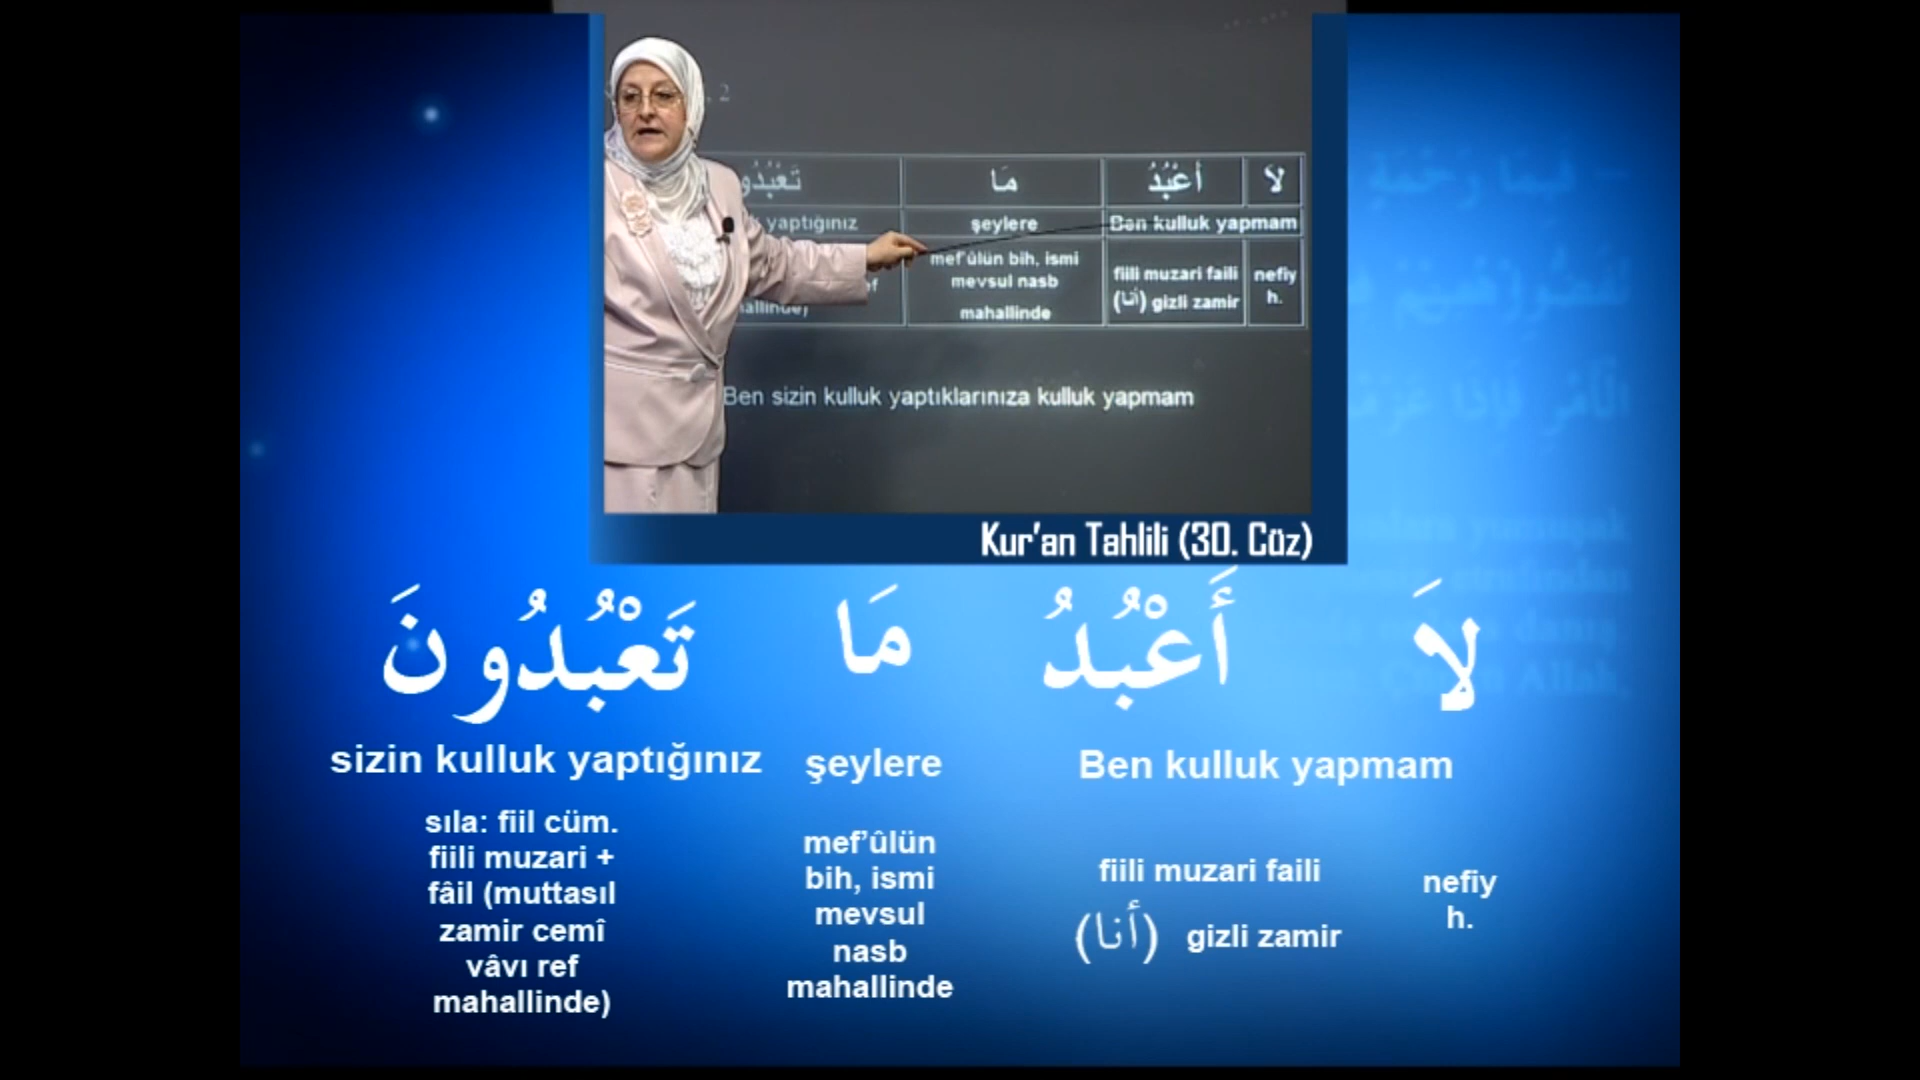 2
لاَ أَعْبُدُ مَا
Ben kulluk yapmam
şeylere
yaptığınız
nefiy
h.
fiili muzari faili
(أنا) gizli zamir
mef'ûlün bih, ismi
mevsul nasb
mahallinde
Ben sizin kulluk yaptıklarınıza kulluk yapmam
Kur'an Tahlili (30. Cüz)
لاَ أَعْبُدُ مَا تَعْبُدُونَ
Ben kulluk yapmam
şeylere
sizin kulluk yaptığınız
nefiy
h.
fiili muzari faili
(أنا) gizli zamir
mef'ûlün
bih, ismi
mevsul
nasb
mahallinde
sıla: fiil cüm.
fiili muzari +
fâil (muttasıl
zamir cemî
vâvı ref
mahallinde)